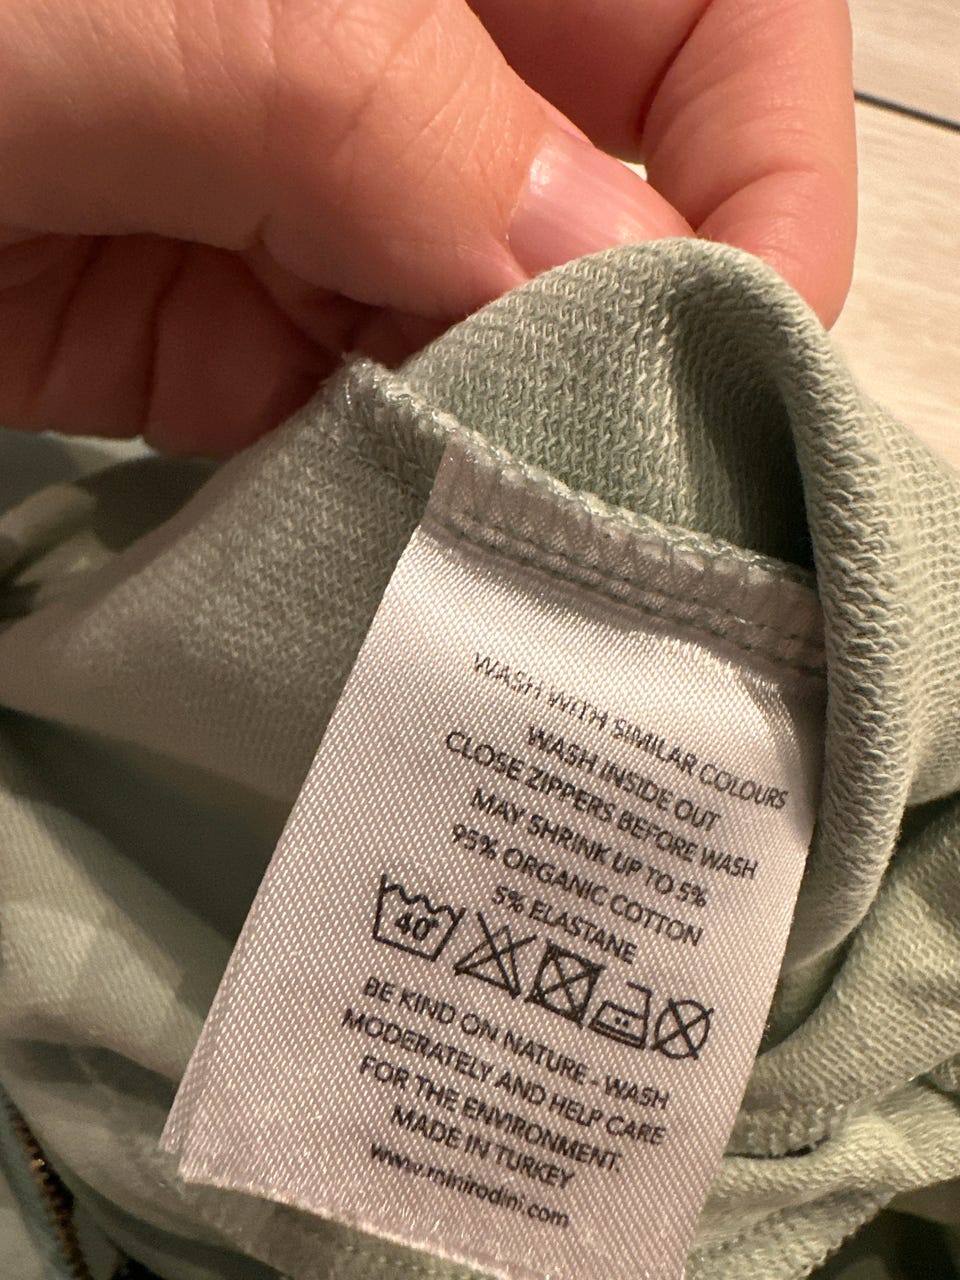 WASH WITH SIMILAR COLOURS
WASH INSIDE OUT
CLOSE ZIPPERS BEFORE WASH
MAY SHRINK UP TO 5%
95% ORGANIC COTTON
5% ELASTANE
40°
BE KIND ON NATURE - WASH
MODERATELY AND HELP CARE
FOR THE ENVIRONMENT.
MADE IN TURKEY
www.minirodini.com